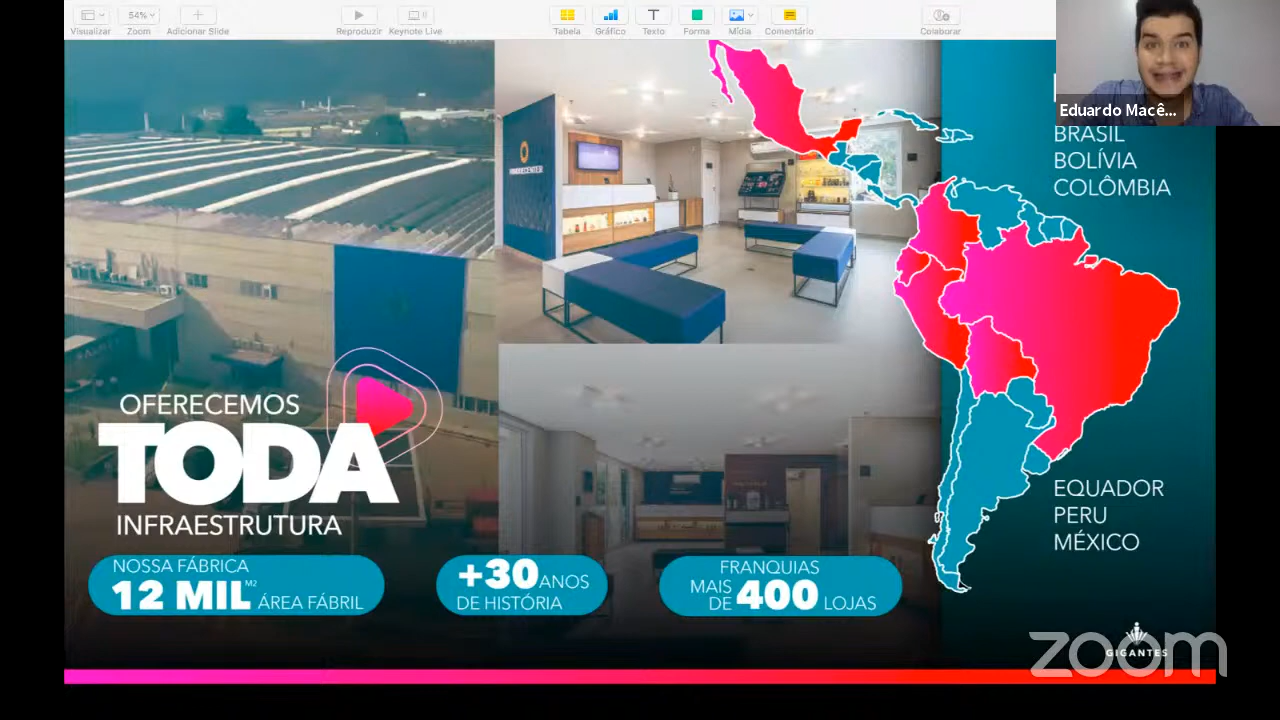 54%
Visualizar
Zoom
Adicionar Slide
Reproduzir
Keynote Live
Tabela
Gráfico
Texto
Forma
Mídia
Comentário
Colaborar
Eduardo Macê...
BRASIL
BOLÍVIA
COLÔMBIA
OFERECEMOS
TODA
INFRAESTRUTURA
NOSSA FÁBRICA
12 MIL M2 ÁREA FÁBRIL
+30 ANOS
DE HISTÓRIA
FRANQUIAS
MAIS
DE 400 LOJAS
EQUADOR
PERU
MÉXICO
GIGANTES
zoom